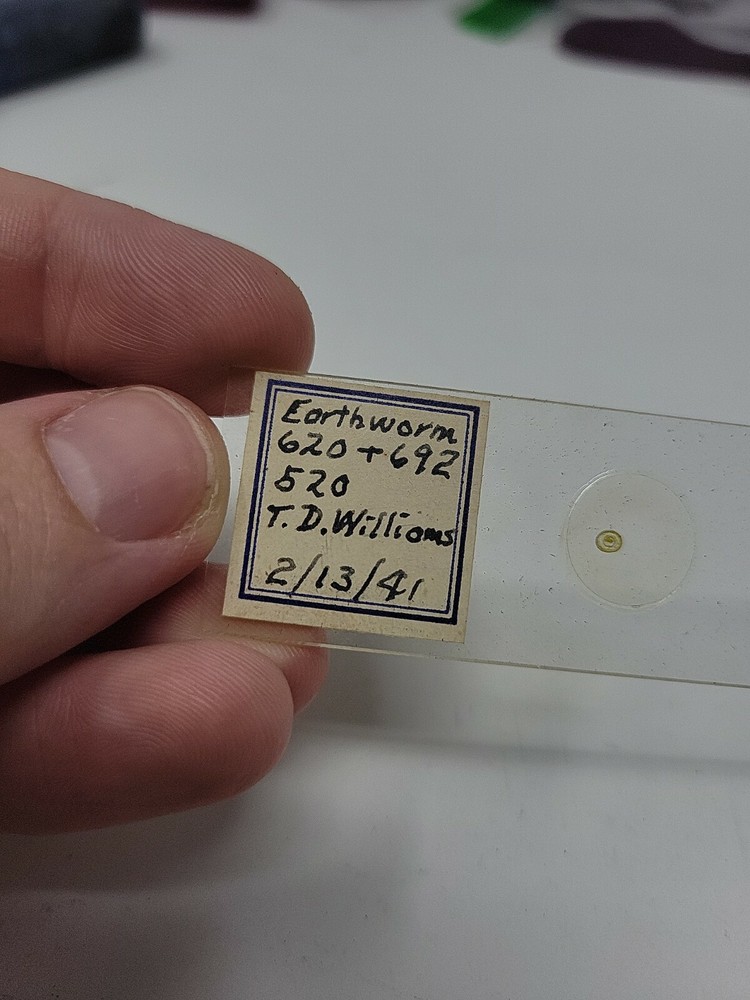 Earthworm
620 + 692
520
T. D. Williams
2/13/41